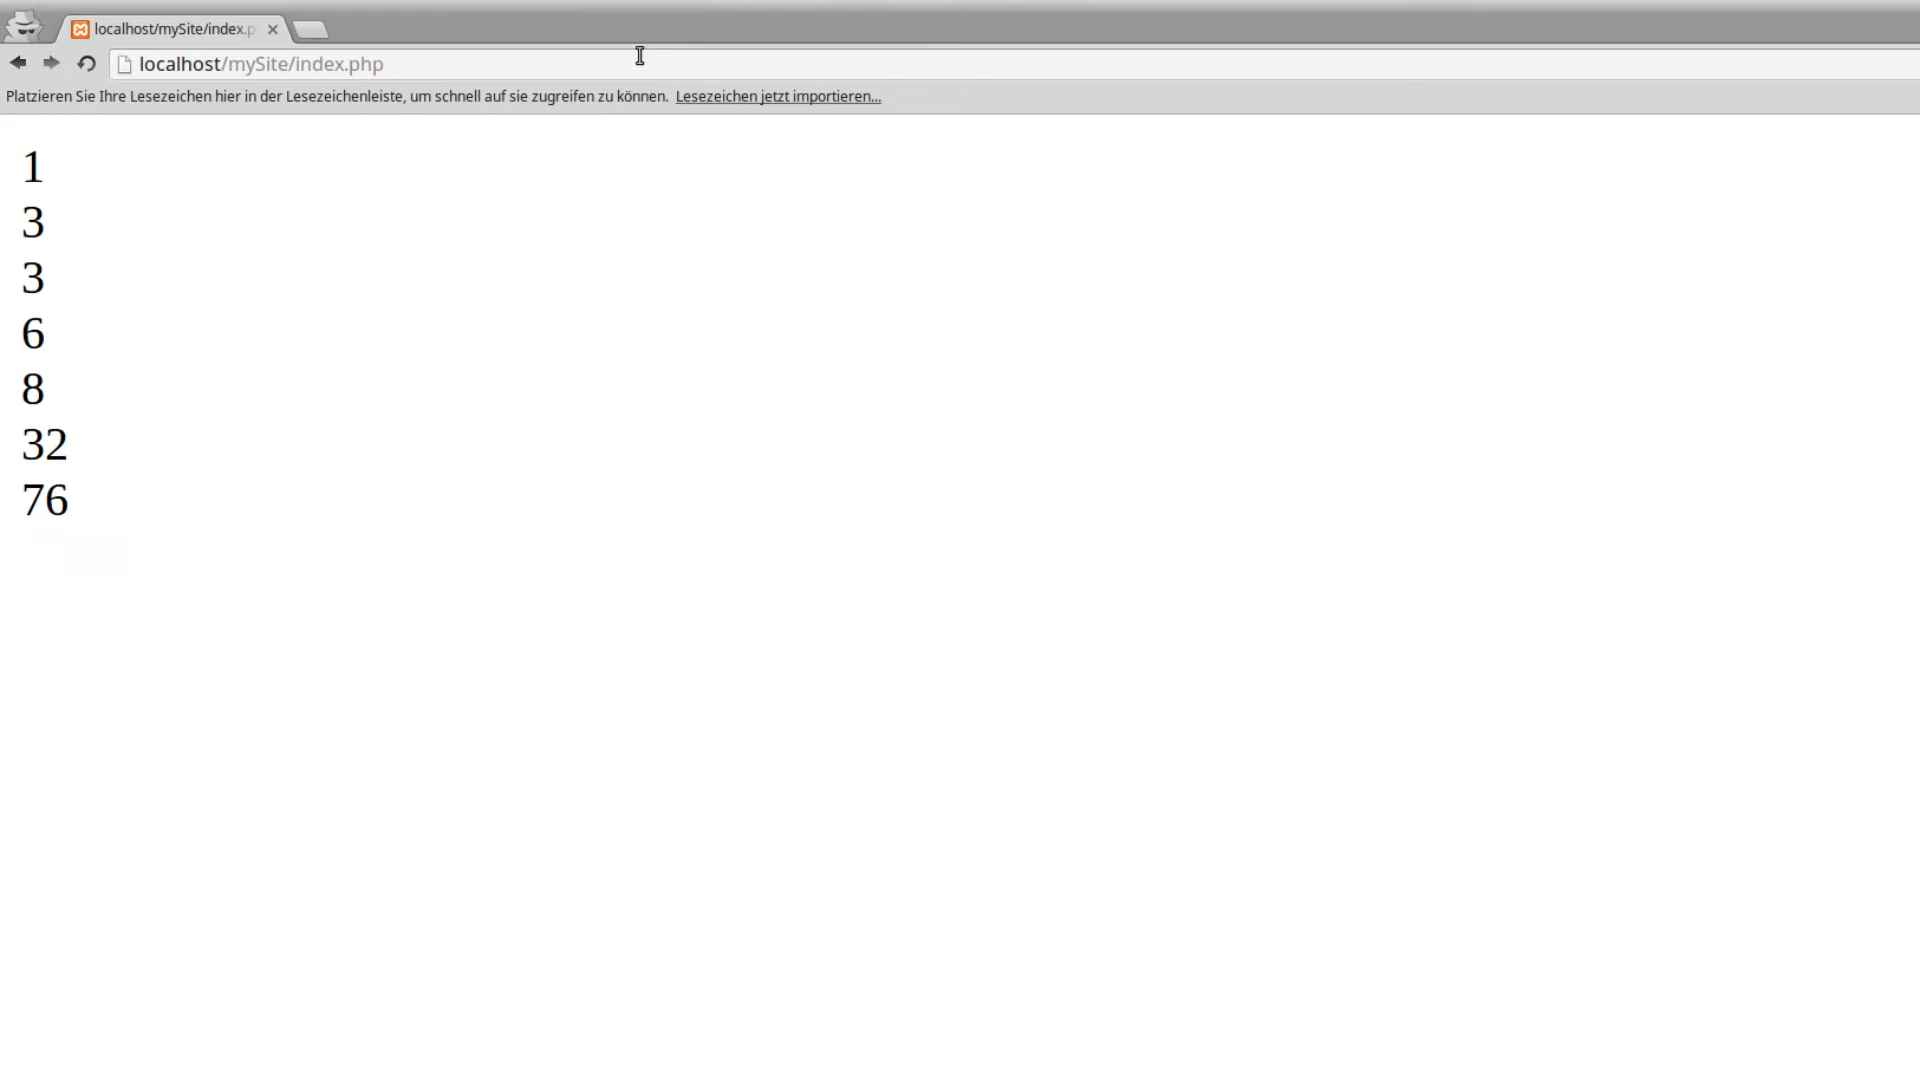 localhost/mySite/index.p
localhost/mySite/index.php
Platzieren Sie Ihre Lesezeichen hier in der Lesezeichenleiste, um schnell auf sie zugreifen zu können. Lesezeichen jetzt importieren...
1
3
3
6
8
32
76